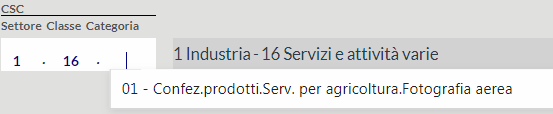 CSC
Settore Classe Categoria
1 . 16 . 1 Industria - 16 Servizi e attività varie
01 - Confez.prodotti.Serv. per agricoltura.Fotografia aerea